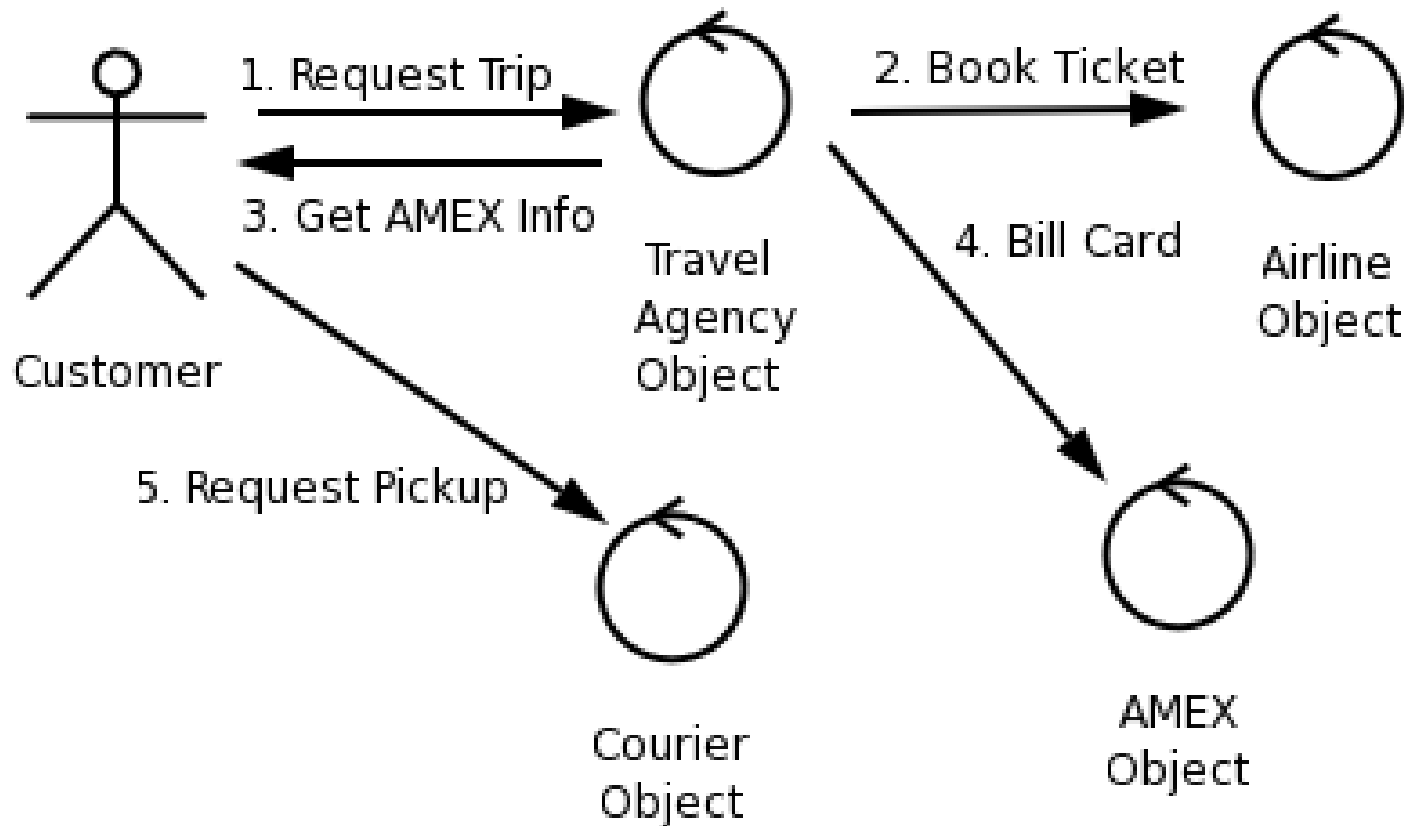 1. Request Trip
2. Book Ticket
3. Get AMEX Info
4. Bill Card
Travel
Agency
Object
Airline
Object
Customer
5. Request Pickup
AMEX
Object
Courier
Object